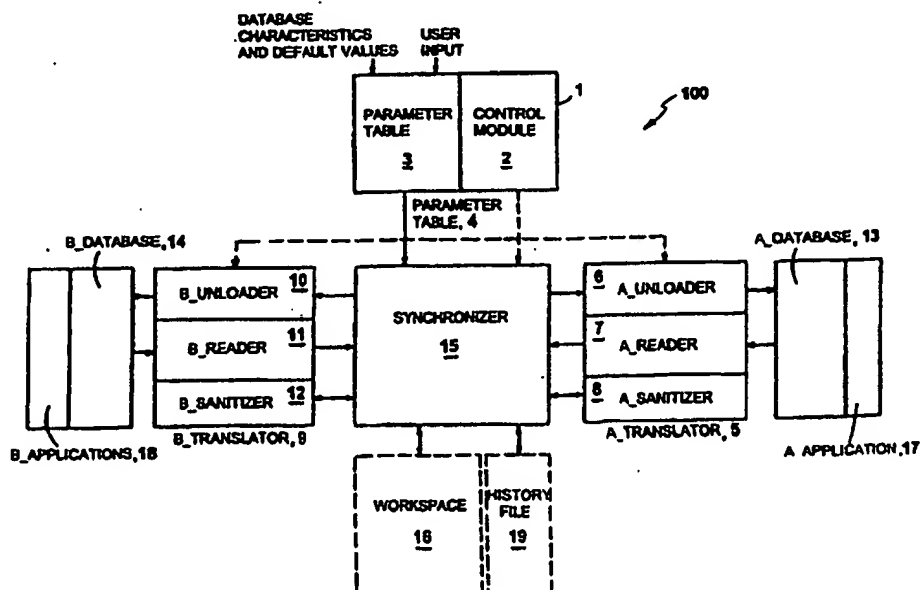 DATABASE
CHARACTERISTICS
AND DEFAULT VALUES
USER
INPUT
1
100
PARAMETER
TABLE
3
CONTROL
MODULE
2
PARAMETER
TABLE, 4
B_DATABASE, 14
A_DATABASE, 13
B_UNLOADER 10
B_READER 11
B_SANITIZER 12
B_TRANSLATOR, 9
SYNCHRONIZER
15
6 A_UNLOADER
7 A_READER
8 A_SANITIZER
A_TRANSLATOR, 5
B_APPLICATIONS, 18
A APPLICATION, 17
WORKSPACE
16
HISTORY
FILE
19